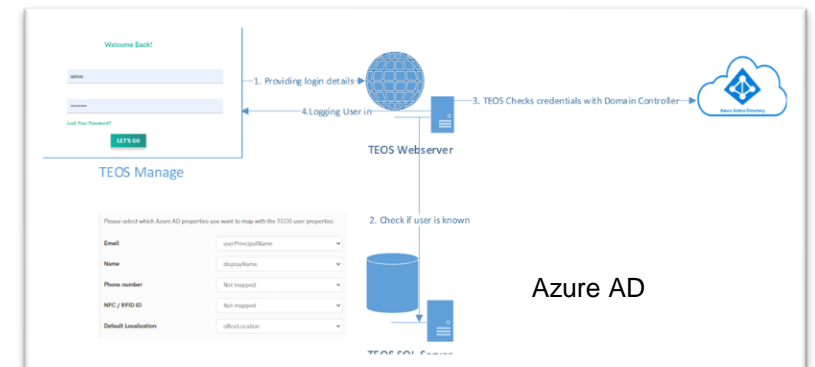 Welcome Back!
admin
Lost Your Password?
LET'S GO
TEOS Manage
1. Providing login details
4.Logging User in
TEOS Webserver
3. TEOS Checks credentials with Domain Controller
Azure Active Directory
2. Check if user is known
Please select which Azure AD properties you want to map with the TEOS user properties:
Email userPrincipalName
Name displayName
Phone number Not mapped
NFC / RFID ID Not mapped
Default Localization officeLocation
Azure AD
TEOS SQL Server